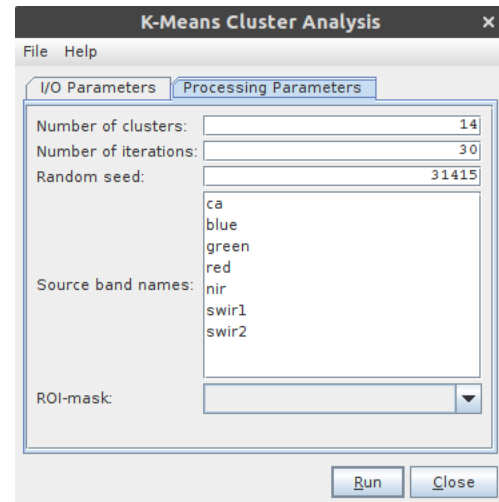 K-Means Cluster Analysis ×
File Help
I/O Parameters Processing Parameters
Number of clusters: 14
Number of iterations: 30
Random seed: 31415
Source band names:
ca
blue
green
red
nir
swir1
swir2
ROI-mask:
Run Close